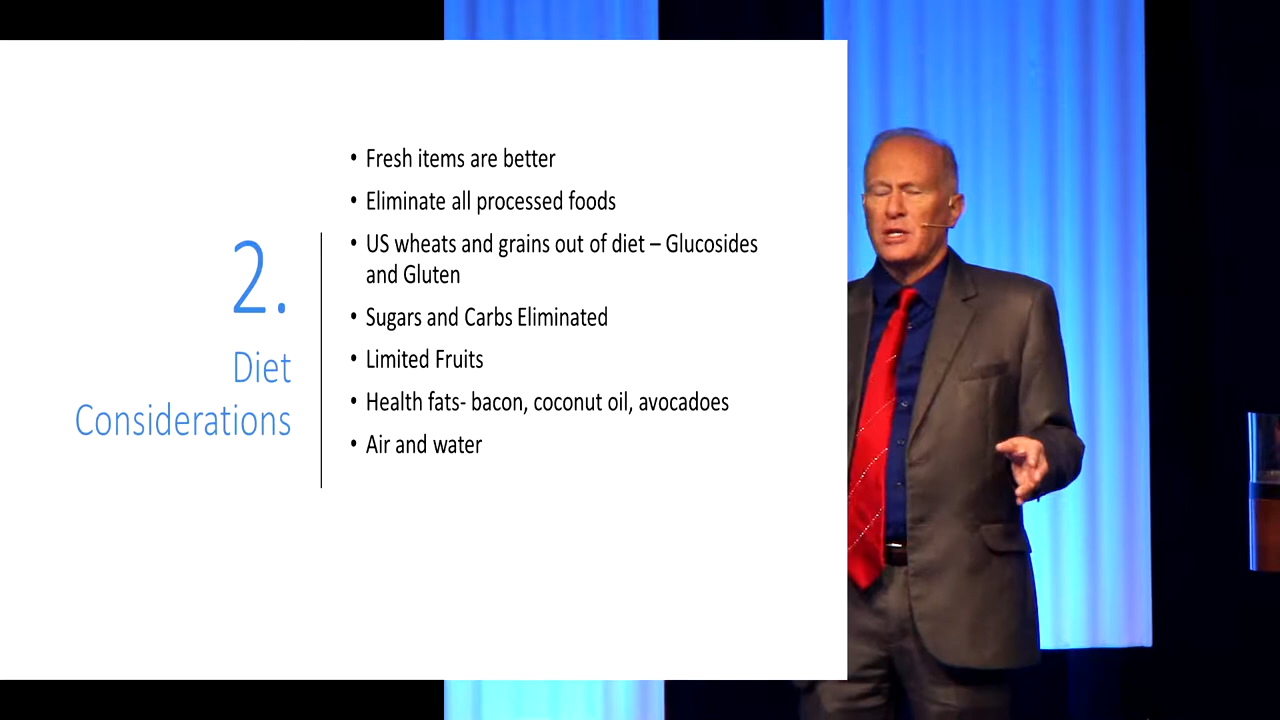 2.
Diet
Considerations
• Fresh items are better
• Eliminate all processed foods
• US wheats and grains out of diet – Glucosides
and Gluten
• Sugars and Carbs Eliminated
• Limited Fruits
• Health fats- bacon, coconut oil, avocadoes
• Air and water